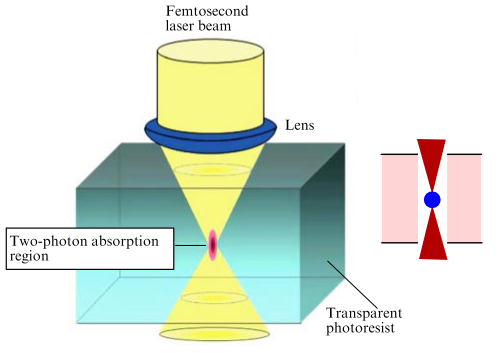 Femtosecond
laser beam
Lens
Two-photon absorption
region
Transparent
photoresist